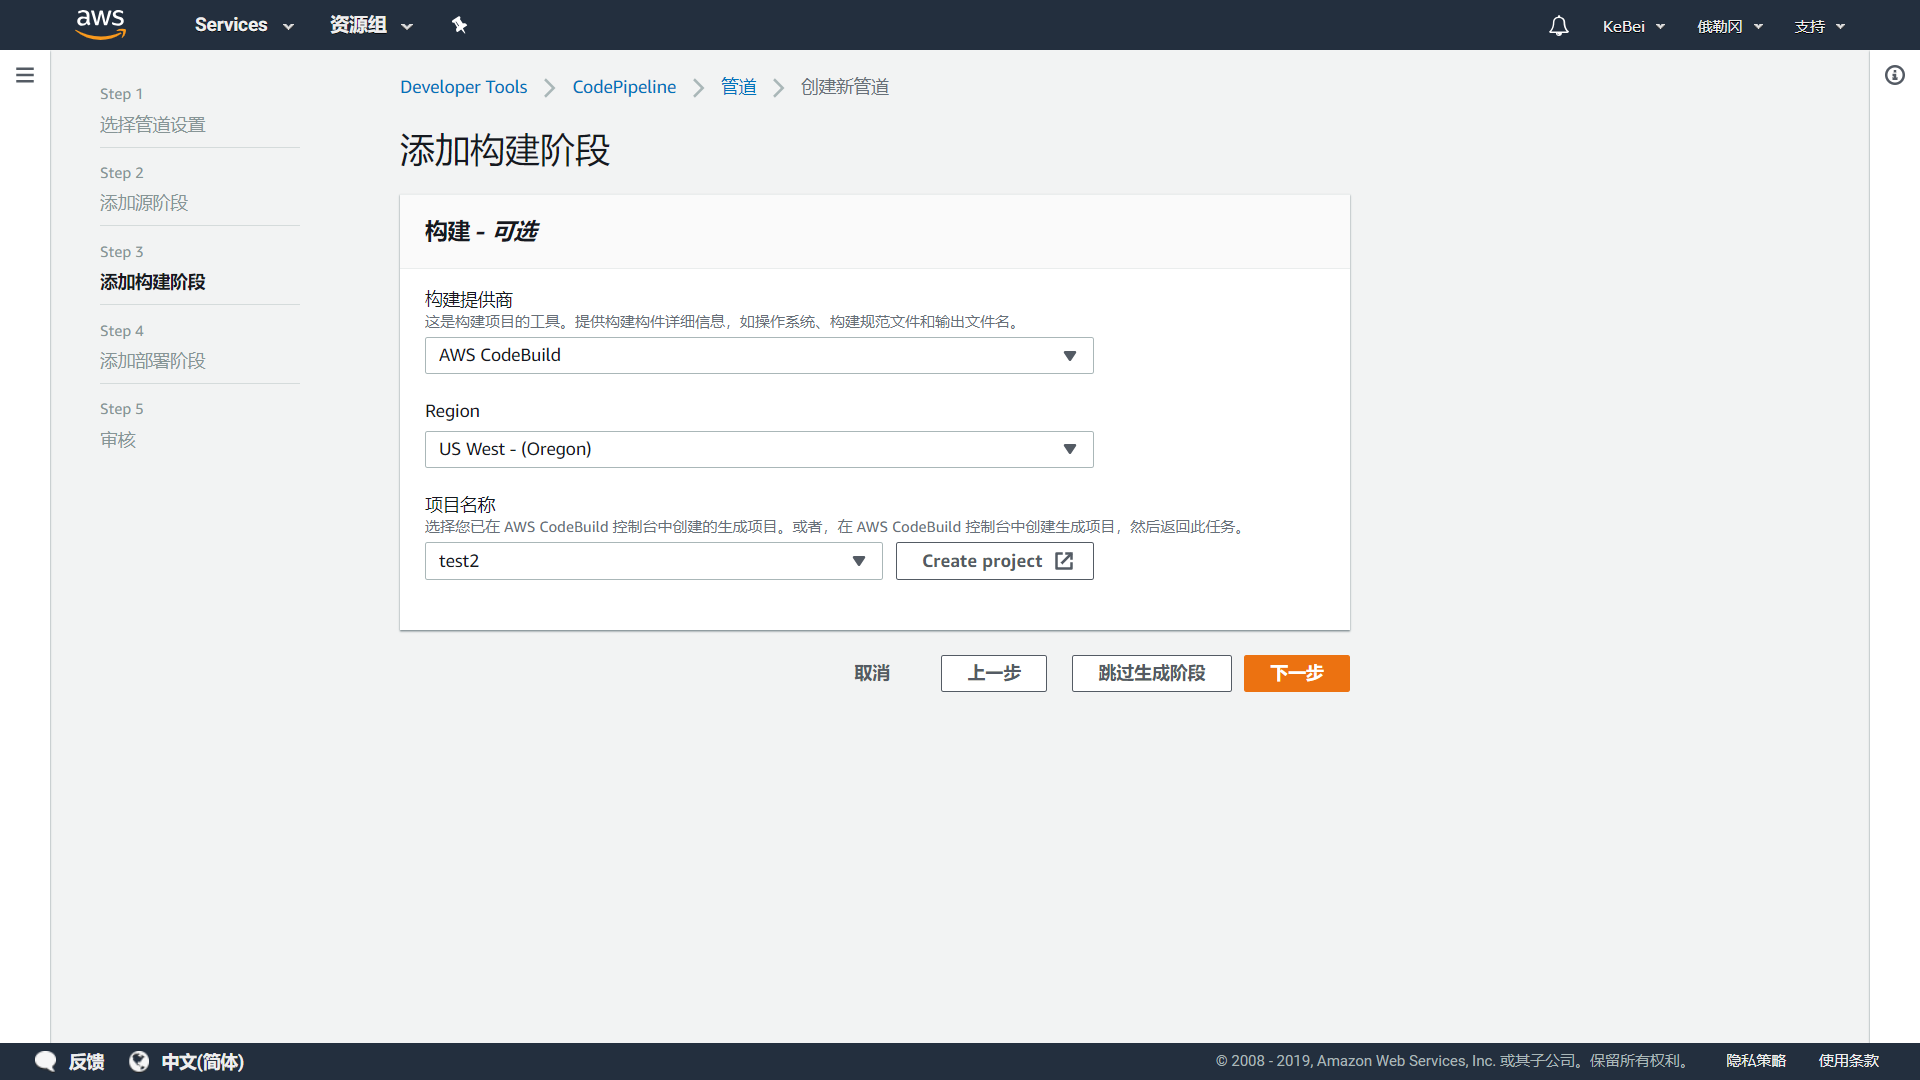 aws
Services
资源组
KeBei
俄勒冈
支持
Step 1
选择管道设置
Step 2
添加源阶段
Step 3
添加构建阶段
Step 4
添加部署阶段
Step 5
审核
Developer Tools
CodePipeline
管道
创建新管道
添加构建阶段
构建 - 可选
构建提供商
这是构建项目的工具。提供构建构件详细信息，如操作系统、构建规范文件和输出文件名。
AWS CodeBuild
Region
US West - (Oregon)
项目名称
选择您已在 AWS CodeBuild 控制台中创建的生成项目。或者，在 AWS CodeBuild 控制台中创建生成项目，然后返回此任务。
test2
Create project
取消
上一步
跳过生成阶段
下一步
反馈
中文(简体)
© 2008 - 2019, Amazon Web Services, Inc. 或其子公司。保留所有权利。
隐私策略
使用条款